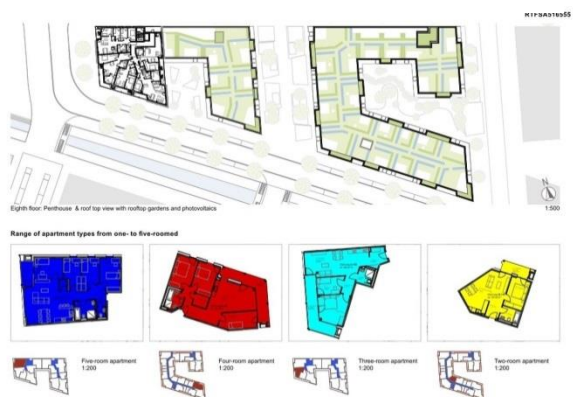 RTFSA316955
Eighth floor: Penthouse & roof top view with rooftop gardens and photovoltaics
N
1:500
Range of apartment types from one- to five-roomed
Five-room apartment
1:200
Four-room apartment
1:200
Three-room apartment
1:200
Two-room apartment
1:200